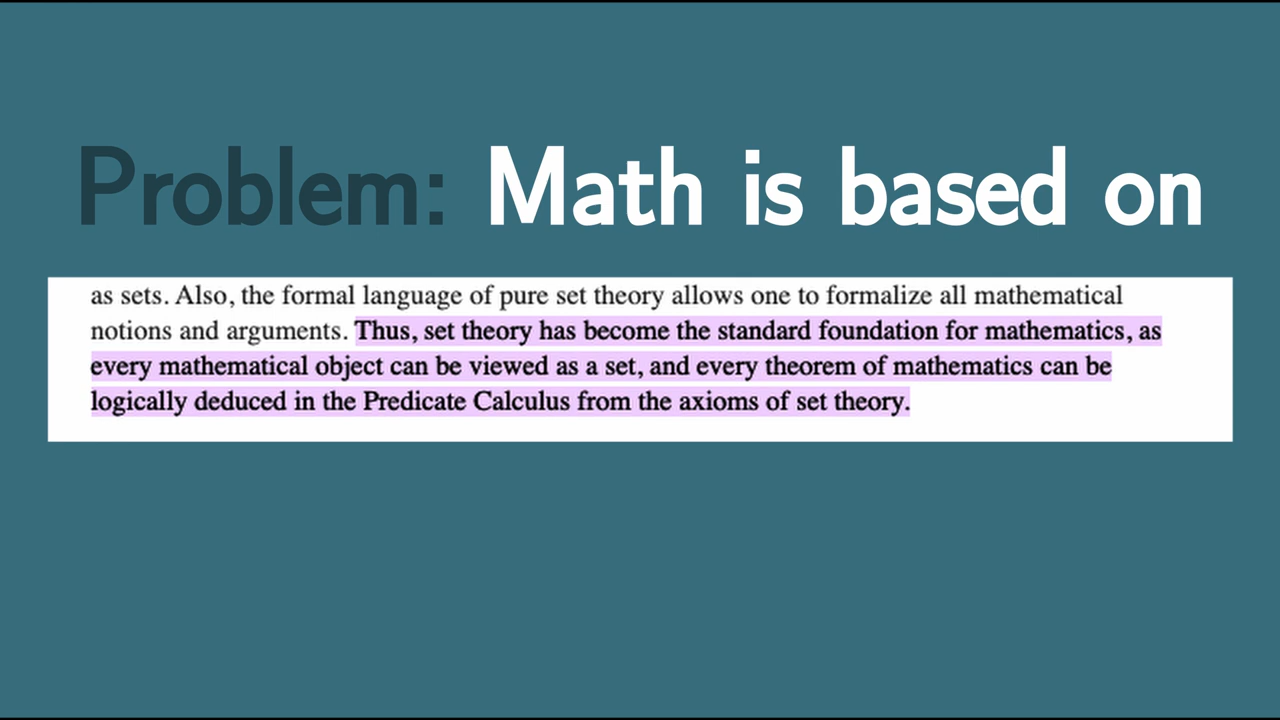 Problem: Math is based on
as sets. Also, the formal language of pure set theory allows one to formalize all mathematical
notions and arguments. Thus, set theory has become the standard foundation for mathematics, as
every mathematical object can be viewed as a set, and every theorem of mathematics can be
logically deduced in the Predicate Calculus from the axioms of set theory.